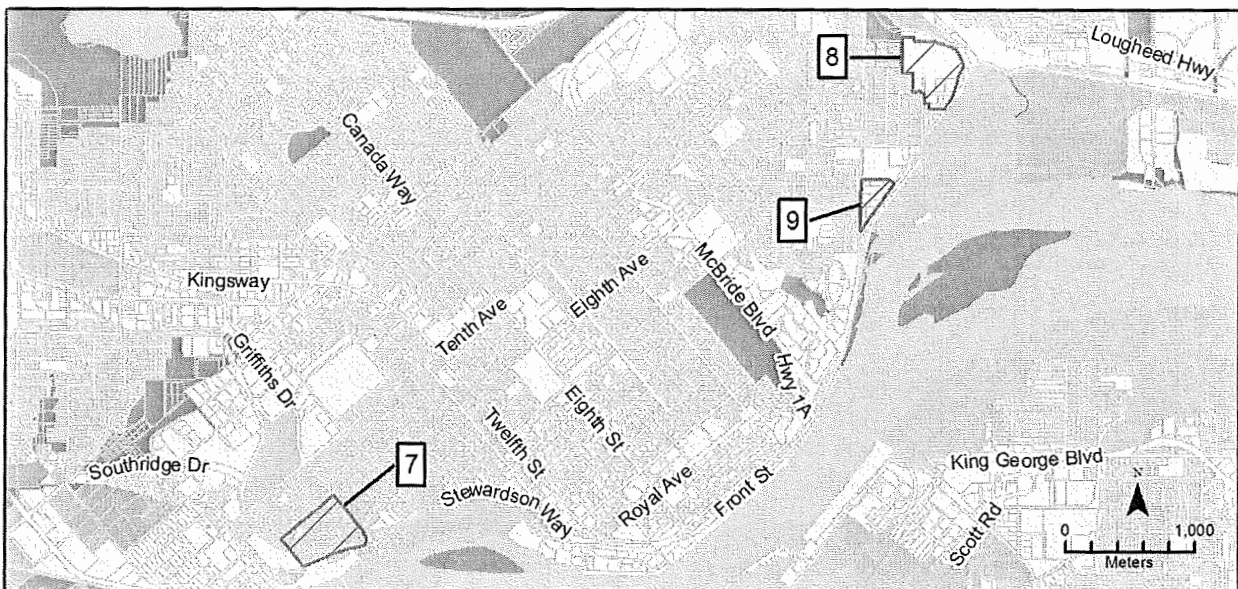 Lougheed Hwy
8
Canada Way
9
Kingsway
McBride Blvd
Eighth Ave
Tenth Ave
Griffiths Dr
Hwy 1A
Eighth St
Twelfth St
Southridge Dr
7
King George Blvd
Stewardson Way
Royal Ave
Front St
Scott Rd
N
0 1,000
Meters